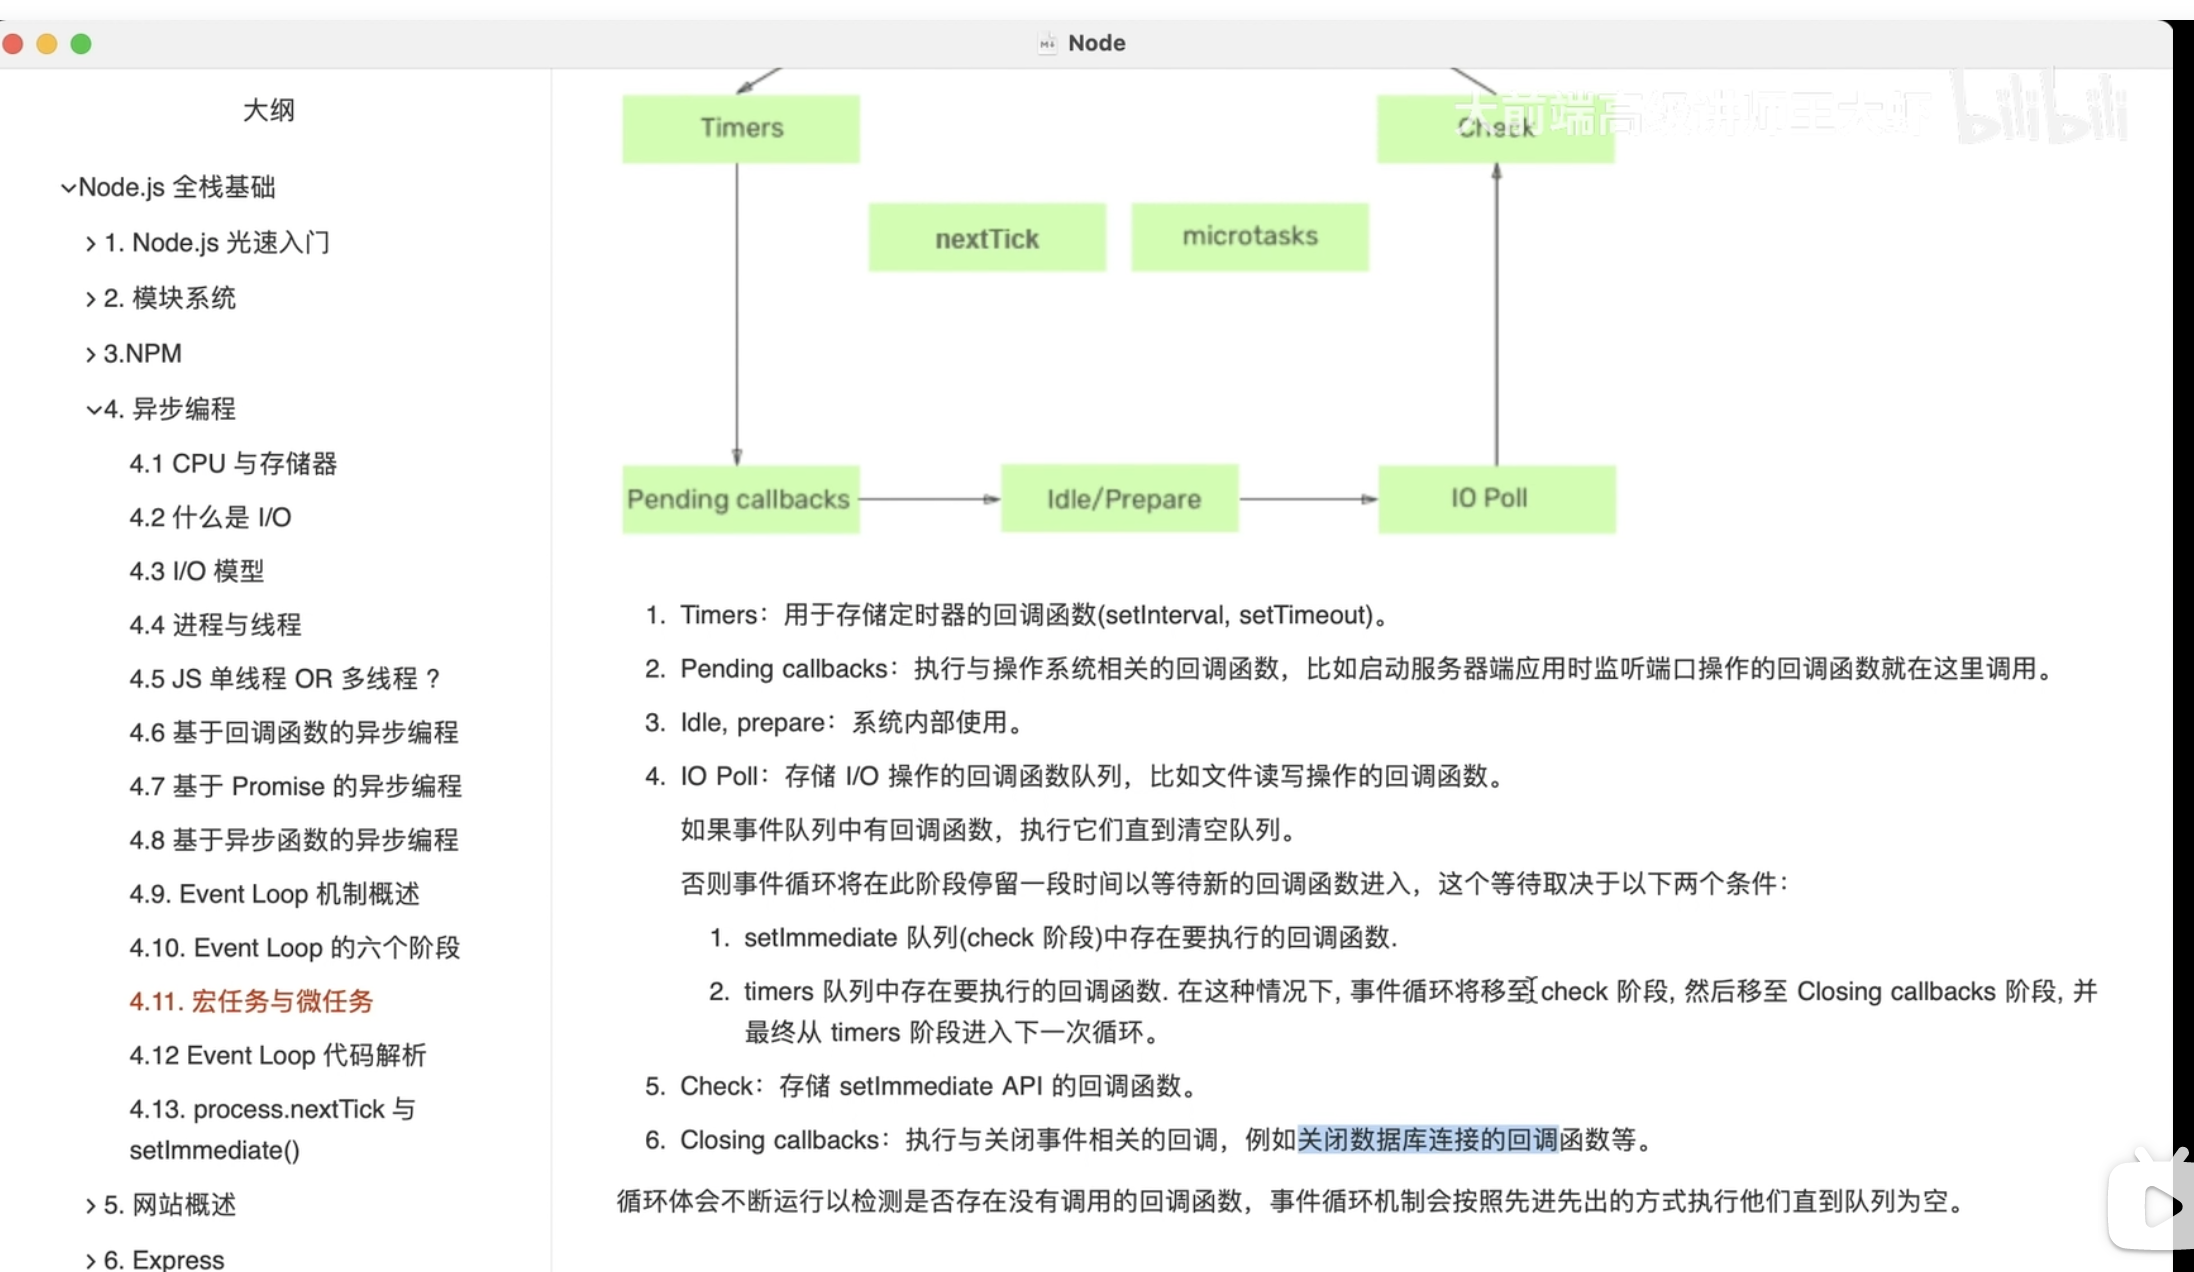 Node
大纲
Node.js 全栈基础
1. Node.js 光速入门
2. 模块系统
3.NPM
4. 异步编程
4.1 CPU 与存储器
4.2 什么是 I/O
4.3 I/O 模型
4.4 进程与线程
4.5 JS 单线程 OR 多线程？
4.6 基于回调函数的异步编程
4.7 基于 Promise 的异步编程
4.8 基于异步函数的异步编程
4.9. Event Loop 机制概述
4.10. Event Loop 的六个阶段
4.11. 宏任务与微任务
4.12 Event Loop 代码解析
4.13. process.nextTick 与
setImmediate()
5. 网站概述
6. Express
大前端高级讲师王大虾 bilibili
Timers
Check
nextTick
microtasks
Pending callbacks
Idle/Prepare
IO Poll
1. Timers：用于存储定时器的回调函数(setInterval, setTimeout)。
2. Pending callbacks：执行与操作系统相关的回调函数，比如启动服务器端应用时监听端口操作的回调函数就在这里调用。
3. Idle, prepare：系统内部使用。
4. IO Poll：存储 I/O 操作的回调函数队列，比如文件读写操作的回调函数。
如果事件队列中有回调函数，执行它们直到清空队列。
否则事件循环将在此阶段停留一段时间以等待新的回调函数进入，这个等待取决于以下两个条件：
1. setImmediate 队列(check 阶段)中存在要执行的回调函数.
2. timers 队列中存在要执行的回调函数. 在这种情况下, 事件循环将移至 check 阶段, 然后移至 Closing callbacks 阶段, 并
最终从 timers 阶段进入下一次循环。
5. Check：存储 setImmediate API 的回调函数。
6. Closing callbacks：执行与关闭事件相关的回调，例如关闭数据库连接的回调函数等。
循环体会不断运行以检测是否存在没有调用的回调函数，事件循环机制会按照先进先出的方式执行他们直到队列为空。